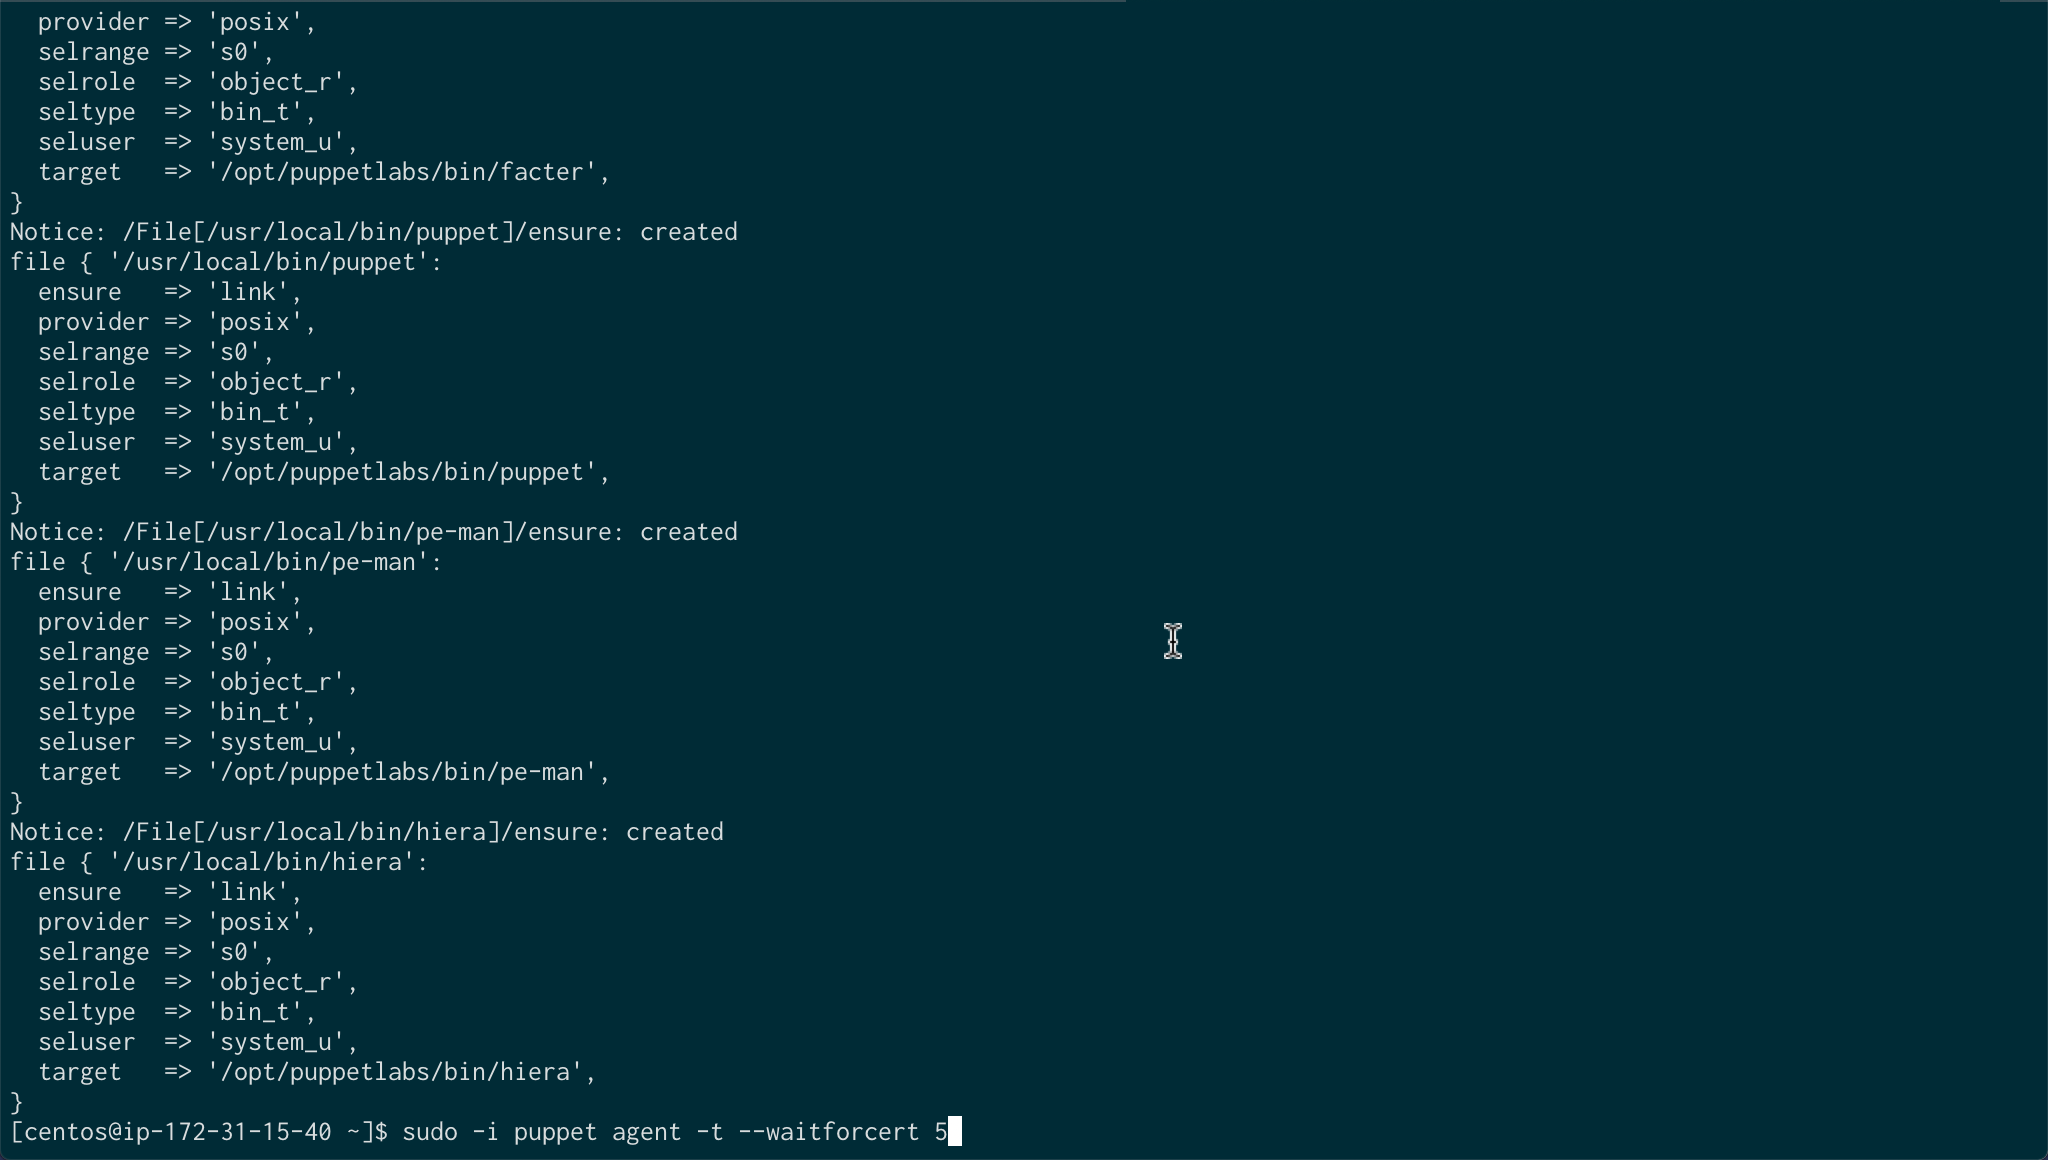 provider => 'posix',
  selrange => 's0',
  selrole  => 'object_r',
  seltype  => 'bin_t',
  seluser  => 'system_u',
  target   => '/opt/puppetlabs/bin/facter',
}
Notice: /File[/usr/local/bin/puppet]/ensure: created
file { '/usr/local/bin/puppet':
  ensure   => 'link',
  provider => 'posix',
  selrange => 's0',
  selrole  => 'object_r',
  seltype  => 'bin_t',
  seluser  => 'system_u',
  target   => '/opt/puppetlabs/bin/puppet',
}
Notice: /File[/usr/local/bin/pe-man]/ensure: created
file { '/usr/local/bin/pe-man':
  ensure   => 'link',
  provider => 'posix',
  selrange => 's0',
  selrole  => 'object_r',
  seltype  => 'bin_t',
  seluser  => 'system_u',
  target   => '/opt/puppetlabs/bin/pe-man',
}
Notice: /File[/usr/local/bin/hiera]/ensure: created
file { '/usr/local/bin/hiera':
  ensure   => 'link',
  provider => 'posix',
  selrange => 's0',
  selrole  => 'object_r',
  seltype  => 'bin_t',
  seluser  => 'system_u',
  target   => '/opt/puppetlabs/bin/hiera',
}
[centos@ip-172-31-15-40 ~]$ sudo -i puppet agent -t --waitforcert 5